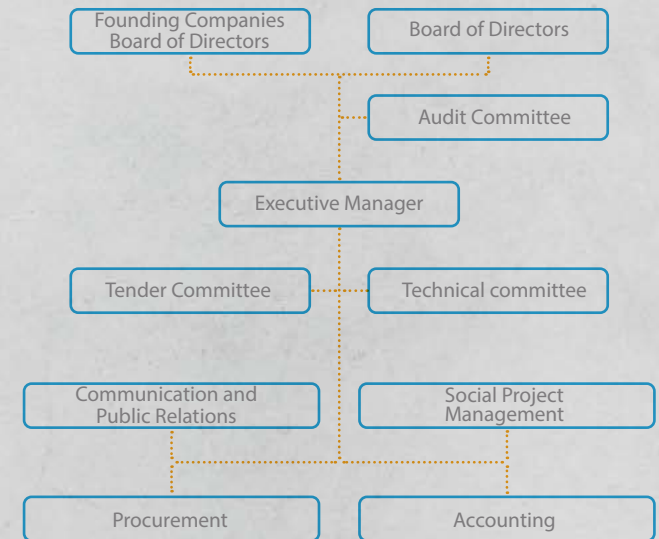 Founding Companies
Board of Directors
Board of Directors
Audit Committee
Executive Manager
Tender Committee
Technical committee
Communication and
Public Relations
Social Project
Management
Procurement
Accounting